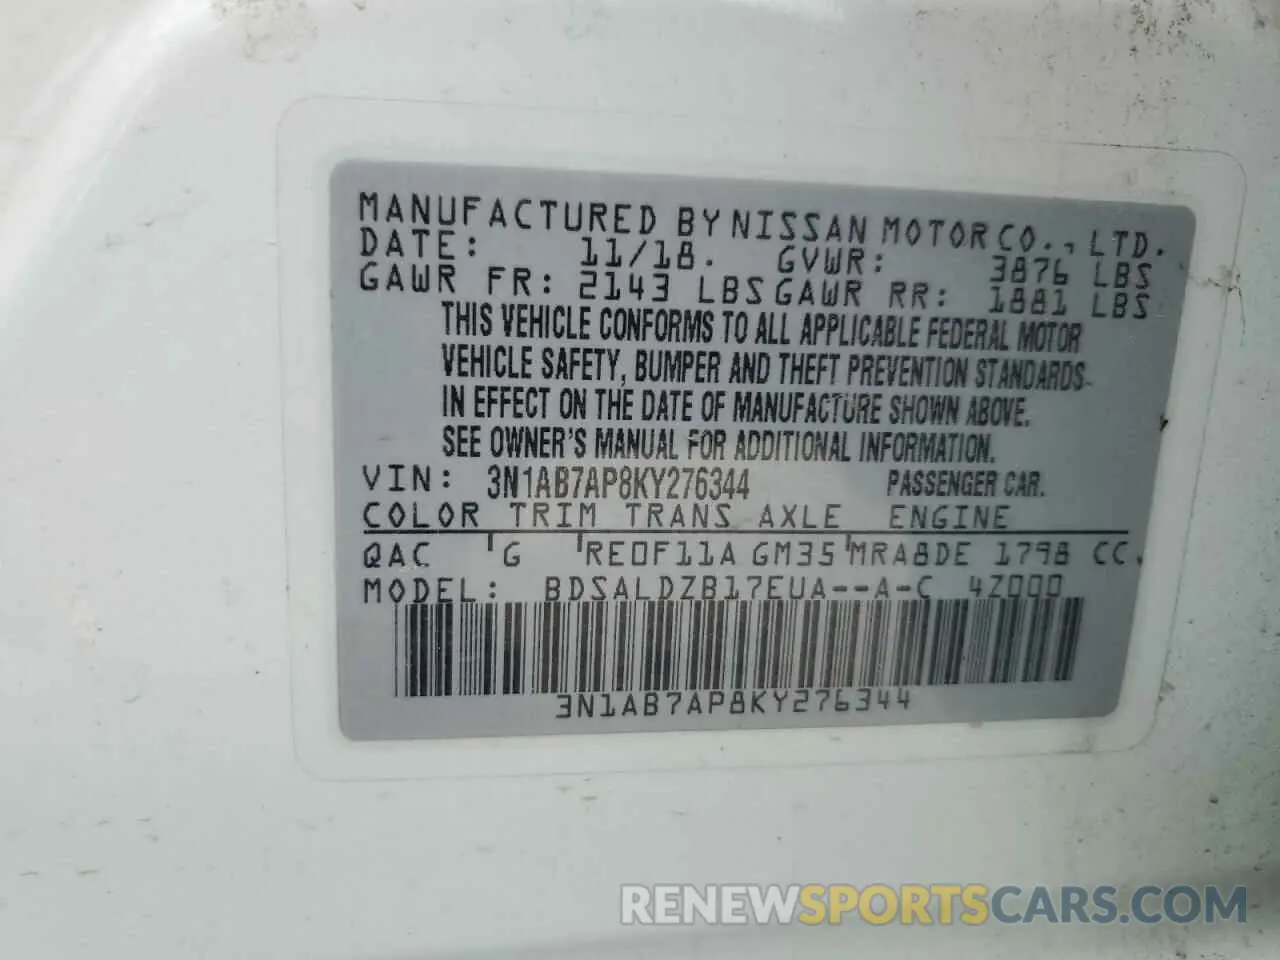 MANUFACTURED BY NISSAN MOTOR CO., LTD.
DATE: 11/18. GVWR: 3876 LBS
GAWR FR: 2143 LBS GAWR RR: 1881 LBS
THIS VEHICLE CONFORMS TO ALL APPLICABLE FEDERAL MOTOR
VEHICLE SAFETY, BUMPER AND THEFT PREVENTION STANDARDS
IN EFFECT ON THE DATE OF MANUFACTURE SHOWN ABOVE.
SEE OWNER'S MANUAL FOR ADDITIONAL INFORMATION.
VIN: 3N1AB7AP8KY276344 PASSENGER CAR.
COLOR TRIM TRANS AXLE ENGINE
QAC G RE0F11A GM35 MRA8DE 1798 CC.
MODEL: BDSALDZB17EUA--A-C 4Z000
3N1AB7AP8KY276344
RENEWSPORTSCARS.COM